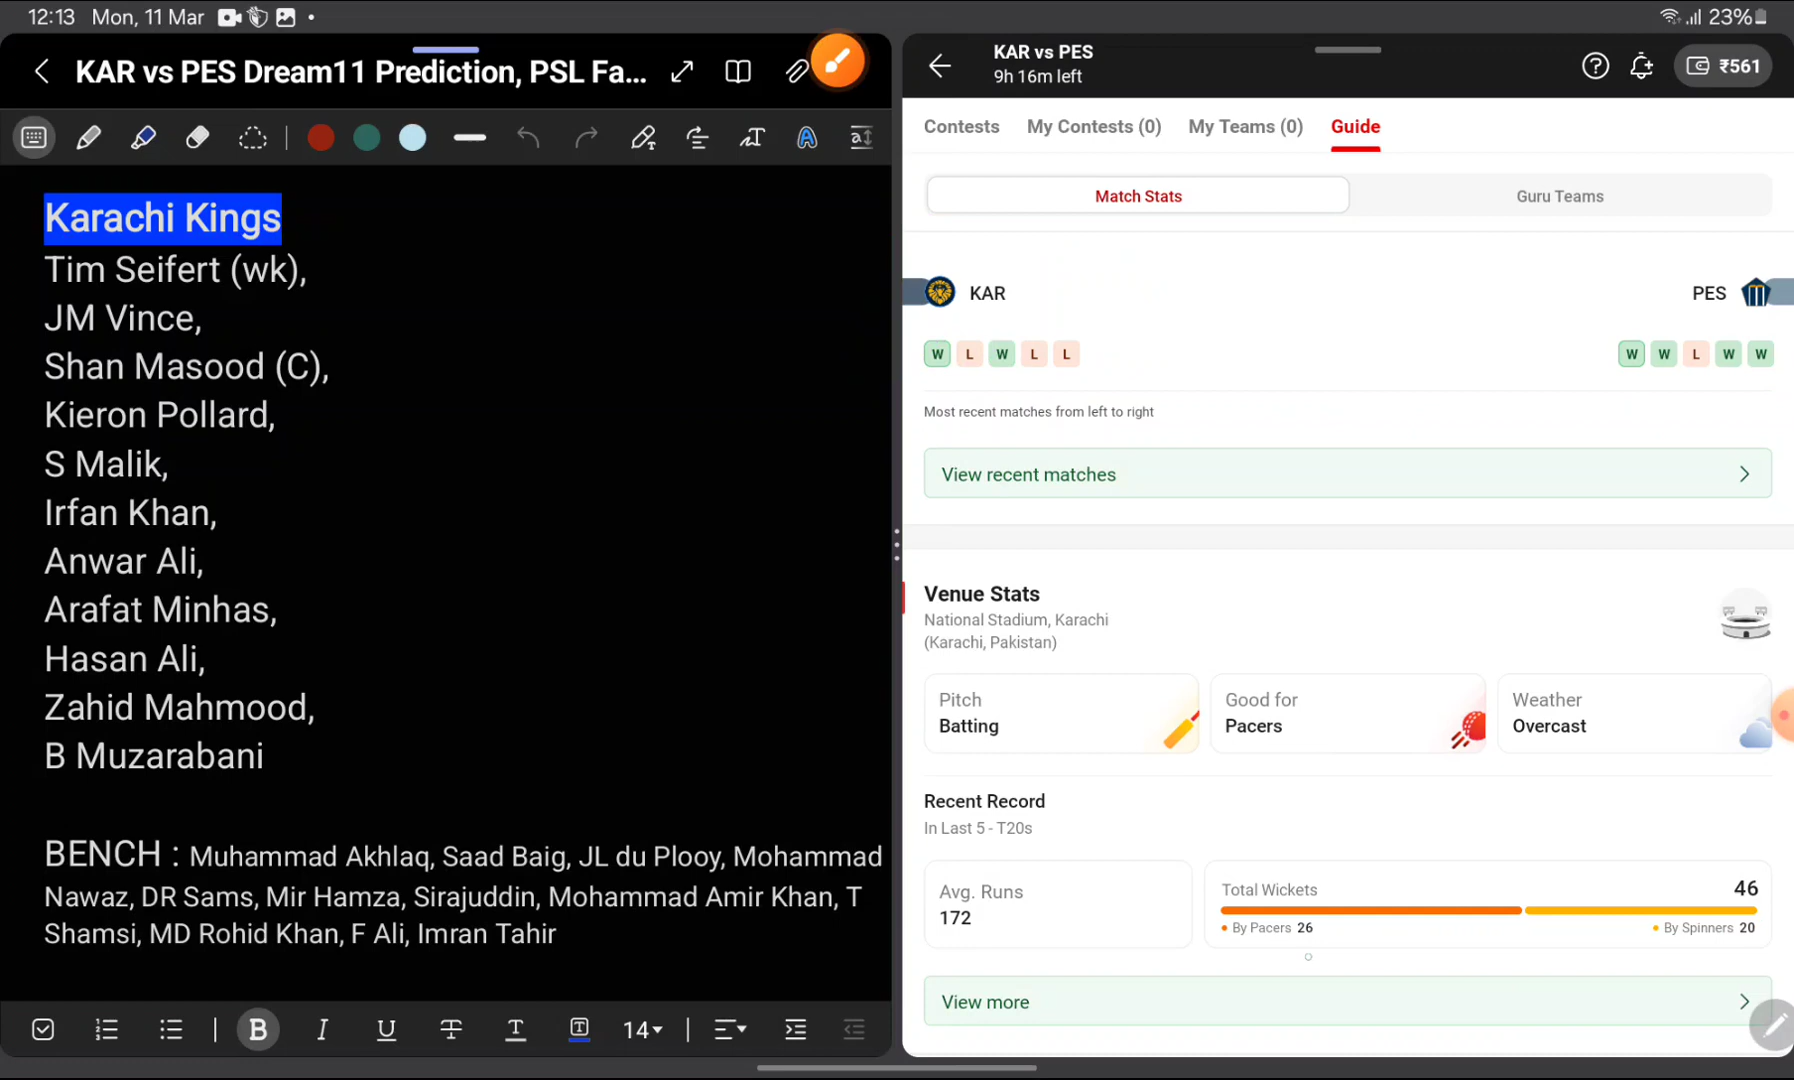 12:13 Mon, 11 Mar
23%
KAR vs PES Dream11 Prediction, PSL Fa...
Karachi Kings
Tim Seifert (wk),
JM Vince,
Shan Masood (C),
Kieron Pollard,
S Malik,
Irfan Khan,
Anwar Ali,
Arafat Minhas,
Hasan Ali,
Zahid Mahmood,
B Muzarabani
BENCH : Muhammad Akhlaq, Saad Baig, JL du Plooy, Mohammad
Nawaz, DR Sams, Mir Hamza, Sirajuddin, Mohammad Amir Khan, T
Shamsi, MD Rohid Khan, F Ali, Imran Tahir
B I U T T T 14
KAR vs PES
9h 16m left
₹561
Contests My Contests (0) My Teams (0) Guide
Match Stats Guru Teams
KAR PES
W L W L L W W L W W
Most recent matches from left to right
View recent matches
Venue Stats
National Stadium, Karachi
(Karachi, Pakistan)
Pitch Good for Weather
Batting Pacers Overcast
Recent Record
In Last 5 - T20s
Avg. Runs Total Wickets 46
172
By Pacers 26 By Spinners 20
View more